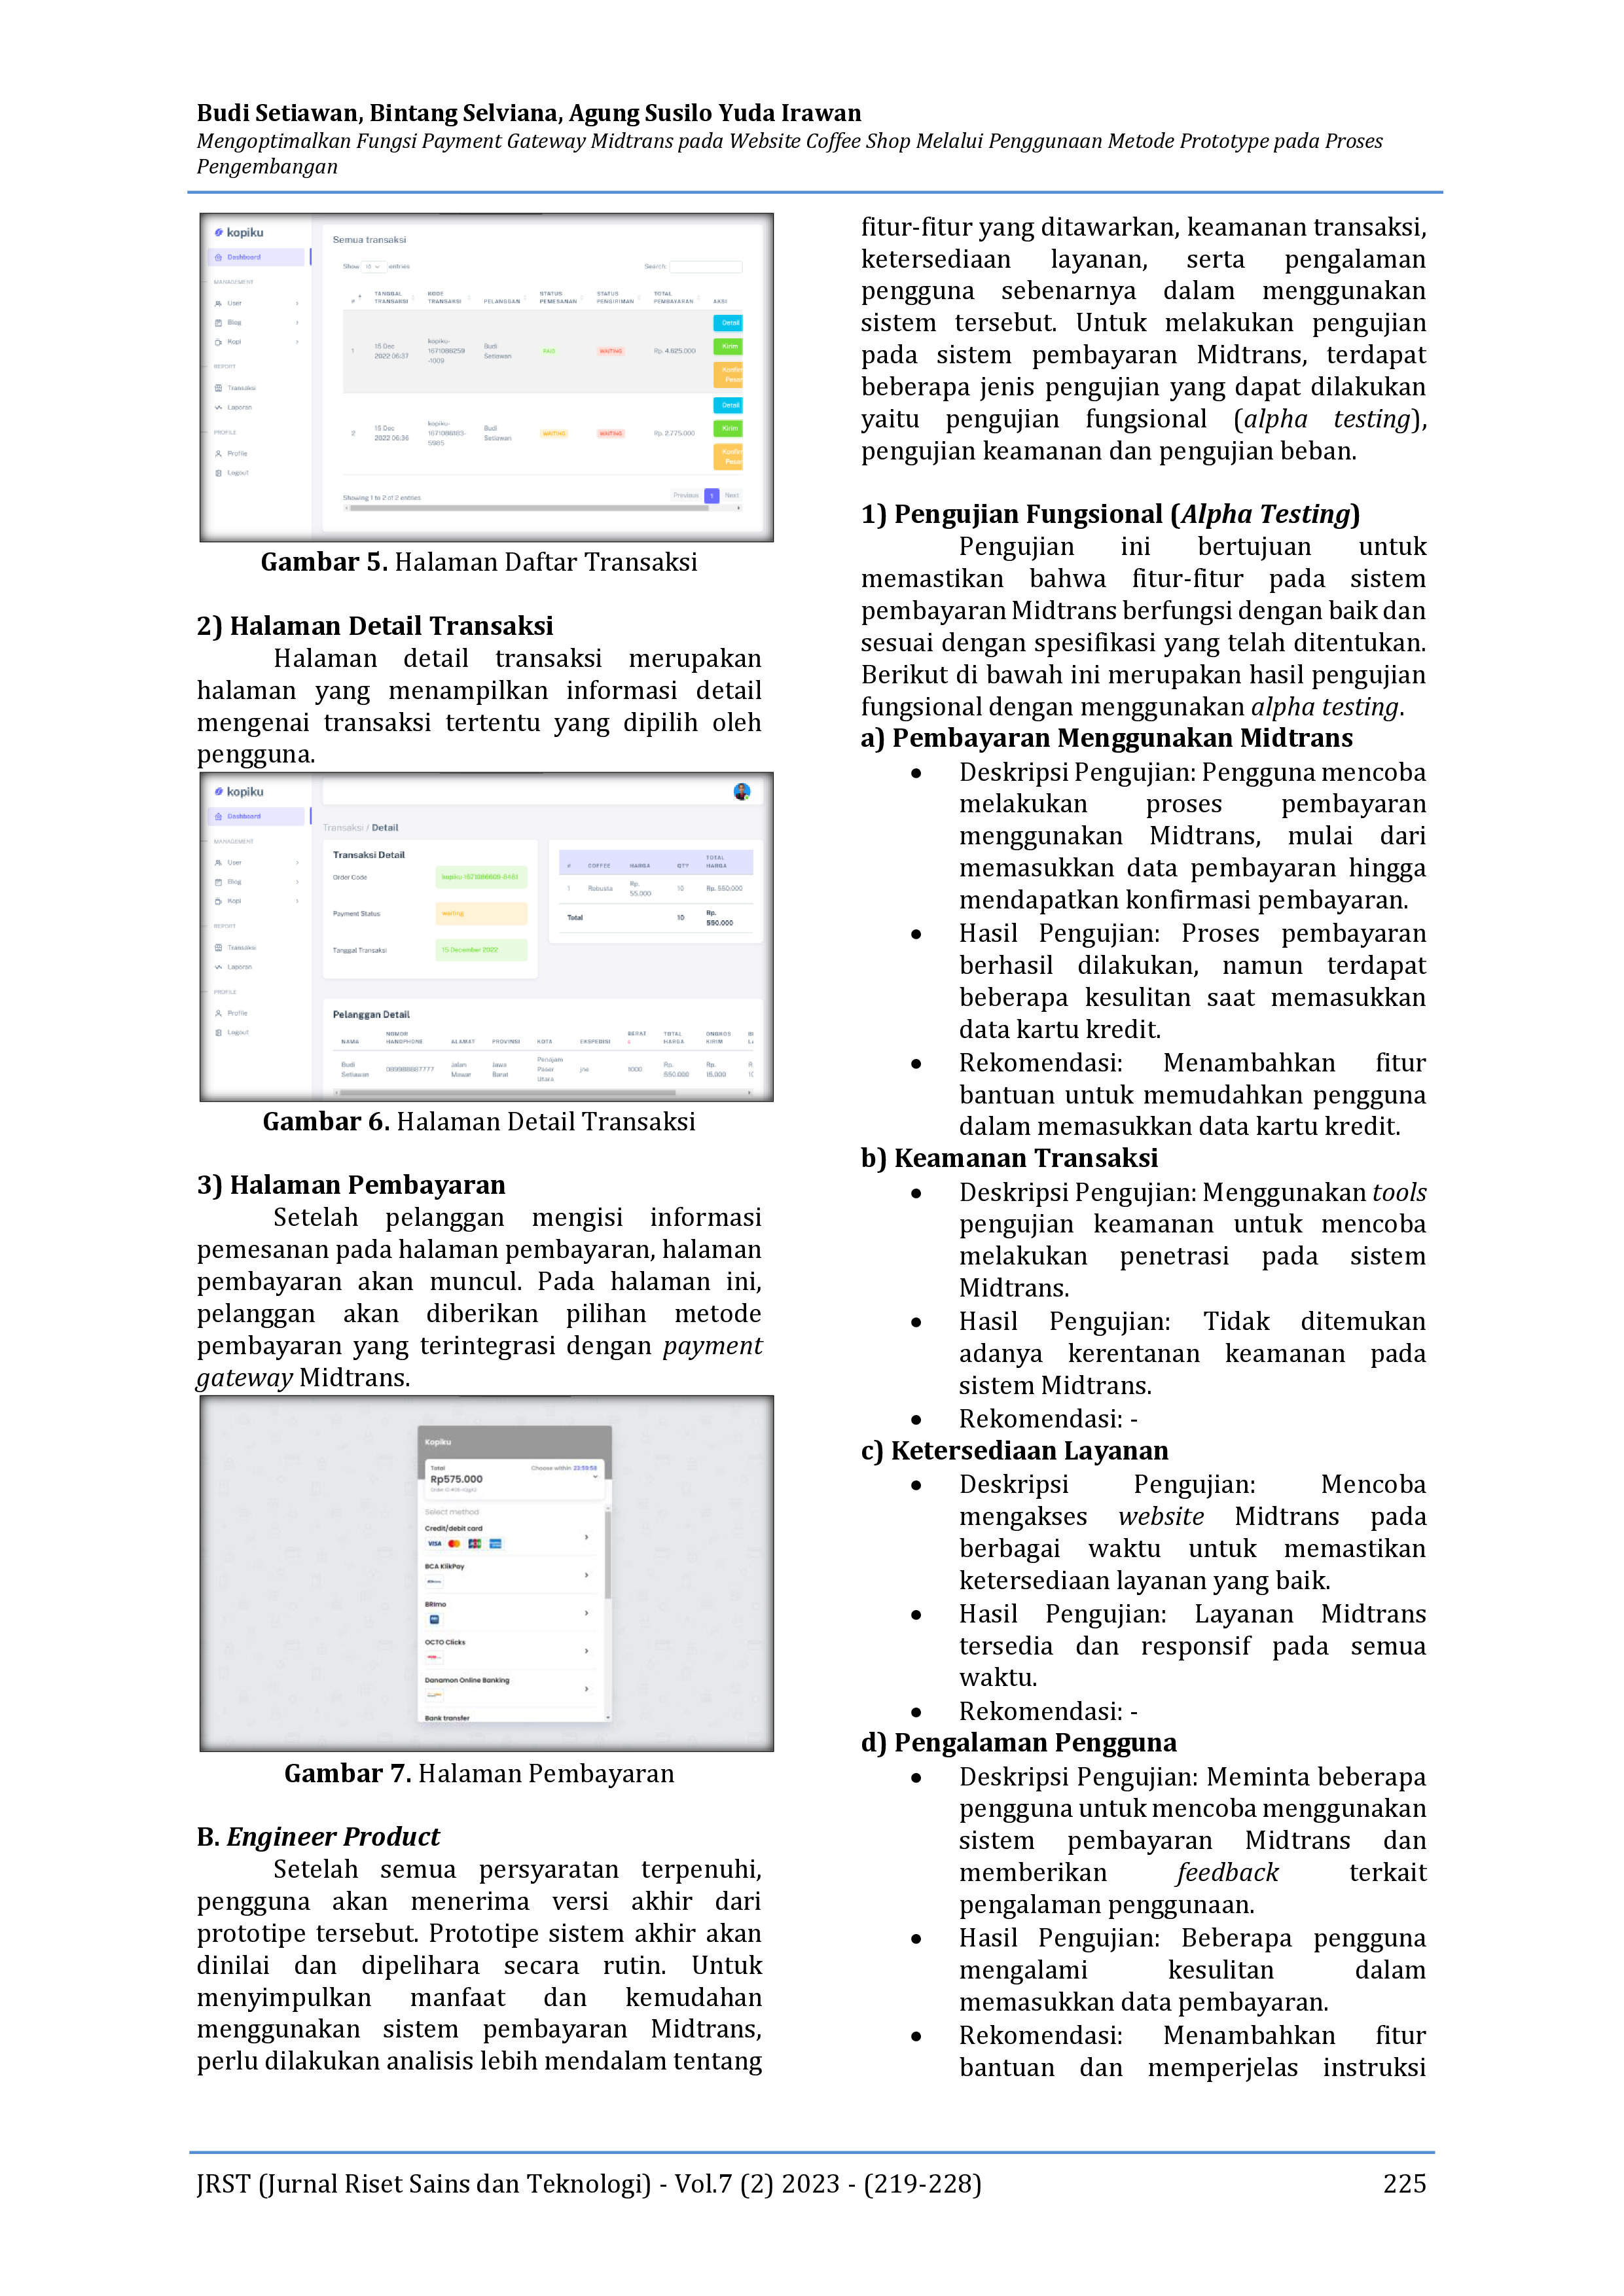 Budi Setiawan, Bintang Selviana, Agung Susilo Yuda Irawan
Mengoptimalkan Fungsi Payment Gateway Midtrans pada Website Coffee Shop Melalui Penggunaan Metode Prototype pada Proses
Pengembangan
kopiku
Dashboard
MANAGEMENT
User
Blog
Kopi
REPORT
Transaksi
Laporan
PROFILE
Profile
Logout
Semua transaksi
Show 10 entries
Search:
# TANGGAL TRANSAKSI KODE TRANSAKSI PELANGGAN STATUS PEMESANAN STATUS PENGIRIMAN TOTAL PEMBAYARAN AKSI
1 15 Dec 2022 06:37 Budi Setiawan PAID WAITING Rp. 4.825.000 Detail Kirim
2 15 Dec 2022 06:36 Budi Setiawan WAITING WAITING Rp. 2.775.000 Detail Kirim
Showing 1 to 2 of 2 entries
Previous 1 Next
Gambar 5. Halaman Daftar Transaksi
2) Halaman Detail Transaksi
Halaman detail transaksi merupakan
halaman yang menampilkan informasi detail
mengenai transaksi tertentu yang dipilih oleh
pengguna.
kopiku
Dashboard
MANAGEMENT
User
Blog
Kopi
REPORT
Transaksi
Laporan
PROFILE
Profile
Logout
Transaksi / Detail
Transaksi Detail
Order Code
Payment Status waiting
Tanggal Transaksi 15 December 2022
# COFFEE HARGA QTY TOTAL HARGA
1 Robusta Rp. 55.000 10 Rp. 550.000
Total 10 Rp. 550.000
Pelanggan Detail
NAMA NOMOR HANDPHONE ALAMAT PROVINSI KOTA EKSPEDISI BERAT TOTAL HARGA ONGKOS KIRIM
Budi Setiawan Jalan Mawar Jawa Barat Penajam Paser Utara jne 1000 Rp. 550.000 Rp. 15.000
Gambar 6. Halaman Detail Transaksi
3) Halaman Pembayaran
Setelah pelanggan mengisi informasi
pemesanan pada halaman pembayaran, halaman
pembayaran akan muncul. Pada halaman ini,
pelanggan akan diberikan pilihan metode
pembayaran yang terintegrasi dengan payment
gateway Midtrans.
Kopiku
Total Choose within 23:59:59
Rp575.000
Select method
Credit/debit card
VISA
BCA KlikPay
BRImo
OCTO Clicks
Danamon Online Banking
Bank transfer
Gambar 7. Halaman Pembayaran
B. Engineer Product
Setelah semua persyaratan terpenuhi,
pengguna akan menerima versi akhir dari
prototipe tersebut. Prototipe sistem akhir akan
dinilai dan dipelihara secara rutin. Untuk
menyimpulkan manfaat dan kemudahan
menggunakan sistem pembayaran Midtrans,
perlu dilakukan analisis lebih mendalam tentang
fitur-fitur yang ditawarkan, keamanan transaksi,
ketersediaan layanan, serta pengalaman
pengguna sebenarnya dalam menggunakan
sistem tersebut. Untuk melakukan pengujian
pada sistem pembayaran Midtrans, terdapat
beberapa jenis pengujian yang dapat dilakukan
yaitu pengujian fungsional (alpha testing),
pengujian keamanan dan pengujian beban.
1) Pengujian Fungsional (Alpha Testing)
Pengujian ini bertujuan untuk
memastikan bahwa fitur-fitur pada sistem
pembayaran Midtrans berfungsi dengan baik dan
sesuai dengan spesifikasi yang telah ditentukan.
Berikut di bawah ini merupakan hasil pengujian
fungsional dengan menggunakan alpha testing.
a) Pembayaran Menggunakan Midtrans
• Deskripsi Pengujian: Pengguna mencoba
melakukan proses pembayaran
menggunakan Midtrans, mulai dari
memasukkan data pembayaran hingga
mendapatkan konfirmasi pembayaran.
• Hasil Pengujian: Proses pembayaran
berhasil dilakukan, namun terdapat
beberapa kesulitan saat memasukkan
data kartu kredit.
• Rekomendasi: Menambahkan fitur
bantuan untuk memudahkan pengguna
dalam memasukkan data kartu kredit.
b) Keamanan Transaksi
• Deskripsi Pengujian: Menggunakan tools
pengujian keamanan untuk mencoba
melakukan penetrasi pada sistem
Midtrans.
• Hasil Pengujian: Tidak ditemukan
adanya kerentanan keamanan pada
sistem Midtrans.
• Rekomendasi: -
c) Ketersediaan Layanan
• Deskripsi Pengujian: Mencoba
mengakses website Midtrans pada
berbagai waktu untuk memastikan
ketersediaan layanan yang baik.
• Hasil Pengujian: Layanan Midtrans
tersedia dan responsif pada semua
waktu.
• Rekomendasi: -
d) Pengalaman Pengguna
• Deskripsi Pengujian: Meminta beberapa
pengguna untuk mencoba menggunakan
sistem pembayaran Midtrans dan
memberikan feedback terkait
pengalaman penggunaan.
• Hasil Pengujian: Beberapa pengguna
mengalami kesulitan dalam
memasukkan data pembayaran.
• Rekomendasi: Menambahkan fitur
bantuan dan memperjelas instruksi
JRST (Jurnal Riset Sains dan Teknologi) - Vol.7 (2) 2023 - (219-228) 225